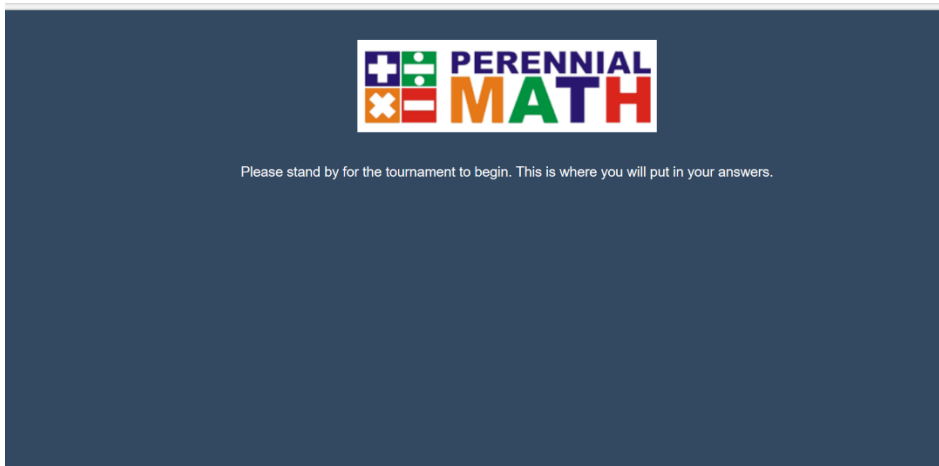 PERENNIAL
MATH
Please stand by for the tournament to begin. This is where you will put in your answers.